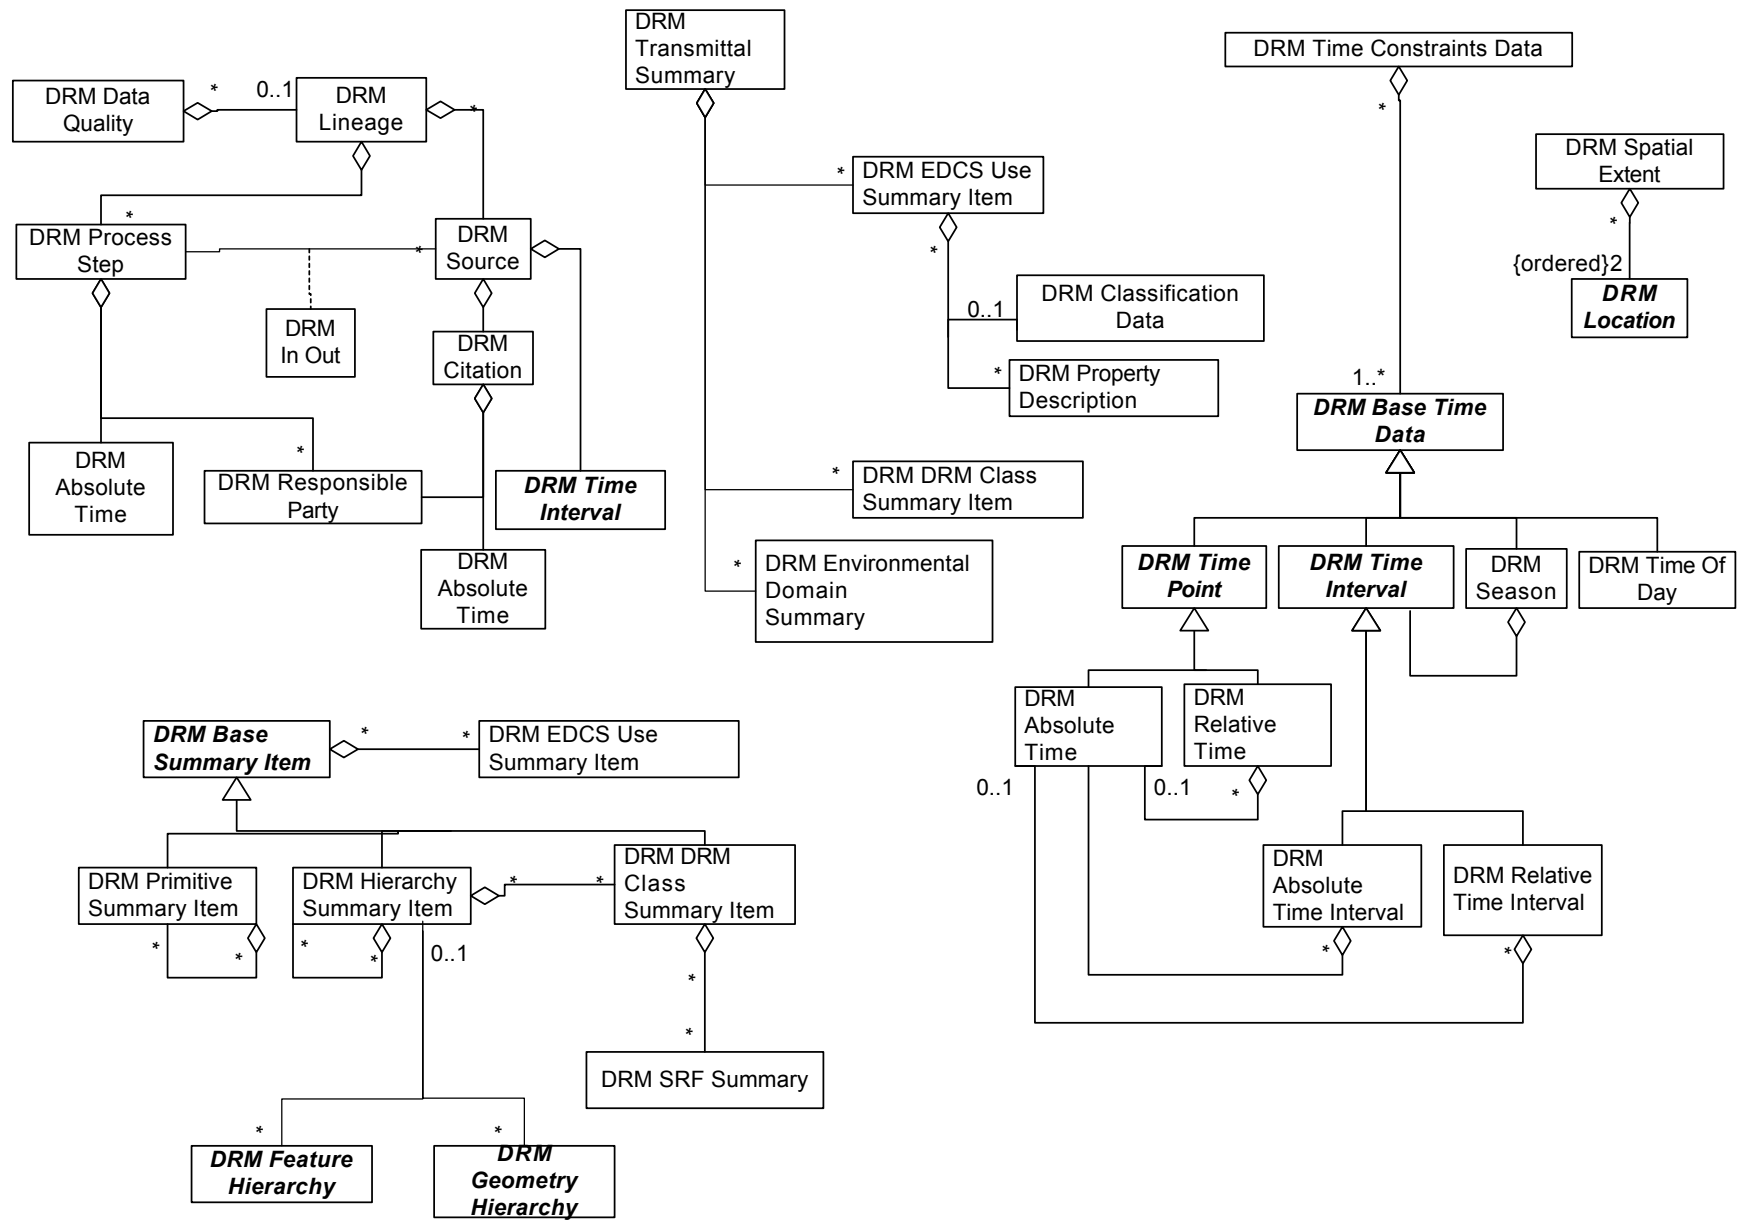 DRM Data
Quality
*
0..1
DRM
Lineage
*
*
DRM Process
Step
*
DRM
Source
DRM
In Out
DRM
Citation
DRM
Absolute
Time
*
DRM Responsible
Party
DRM Time
Interval
DRM
Absolute
Time
DRM
Transmittal
Summary
*
DRM EDCS Use
Summary Item
*
0..1
DRM Classification
Data
*
DRM Property
Description
*
DRM DRM Class
Summary Item
*
DRM Environmental
Domain
Summary
DRM Time Constraints Data
*
1..*
DRM Base Time
Data
DRM Spatial
Extent
*
{ordered}2
DRM
Location
DRM Time
Point
DRM Time
Interval
DRM
Season
DRM Time Of
Day
DRM
Absolute
Time
DRM
Relative
Time
0..1
0..1
*
DRM
Absolute
Time Interval
DRM Relative
Time Interval
*
*
DRM Base
Summary Item
*
*
DRM EDCS Use
Summary Item
DRM Primitive
Summary Item
*
*
DRM Hierarchy
Summary Item
*
*
*
*
0..1
DRM DRM
Class
Summary Item
*
*
DRM SRF Summary
*
DRM Feature
Hierarchy
*
DRM
Geometry
Hierarchy